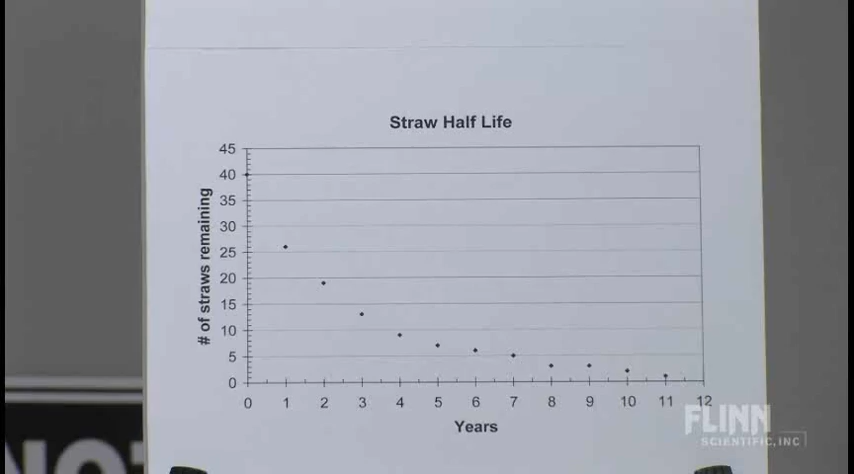 Straw Half Life
45
40
35
30
25
20
15
10
5
0
# of straws remaining
0 1 2 3 4 5 6 7 8 9 10 11 12
Years
FLINN
SCIENTIFIC, INC
NOT